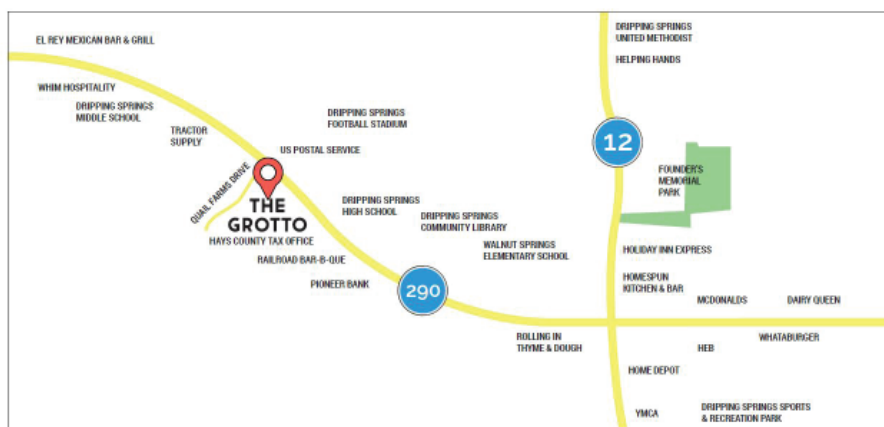 EL REY MEXICAN BAR & GRILL
WHIM HOSPITALITY
DRIPPING SPRINGS
MIDDLE SCHOOL
TRACTOR
SUPPLY
DRIPPING SPRINGS
FOOTBALL STADIUM
US POSTAL SERVICE
QUAIL FARMS DRIVE
THE
GROTTO
HAYS COUNTY TAX OFFICE
RAILROAD BAR-B-QUE
PIONEER BANK
DRIPPING SPRINGS
HIGH SCHOOL
DRIPPING SPRINGS
COMMUNITY LIBRARY
WALNUT SPRINGS
ELEMENTARY SCHOOL
290
ROLLING IN
THYME & DOUGH
DRIPPING SPRINGS
UNITED METHODIST
HELPING HANDS
12
FOUNDER'S
MEMORIAL
PARK
HOLIDAY INN EXPRESS
HOMESPUN
KITCHEN & BAR
MCDONALDS
DAIRY QUEEN
WHATABURGER
HEB
HOME DEPOT
YMCA
DRIPPING SPRINGS SPORTS
& RECREATION PARK